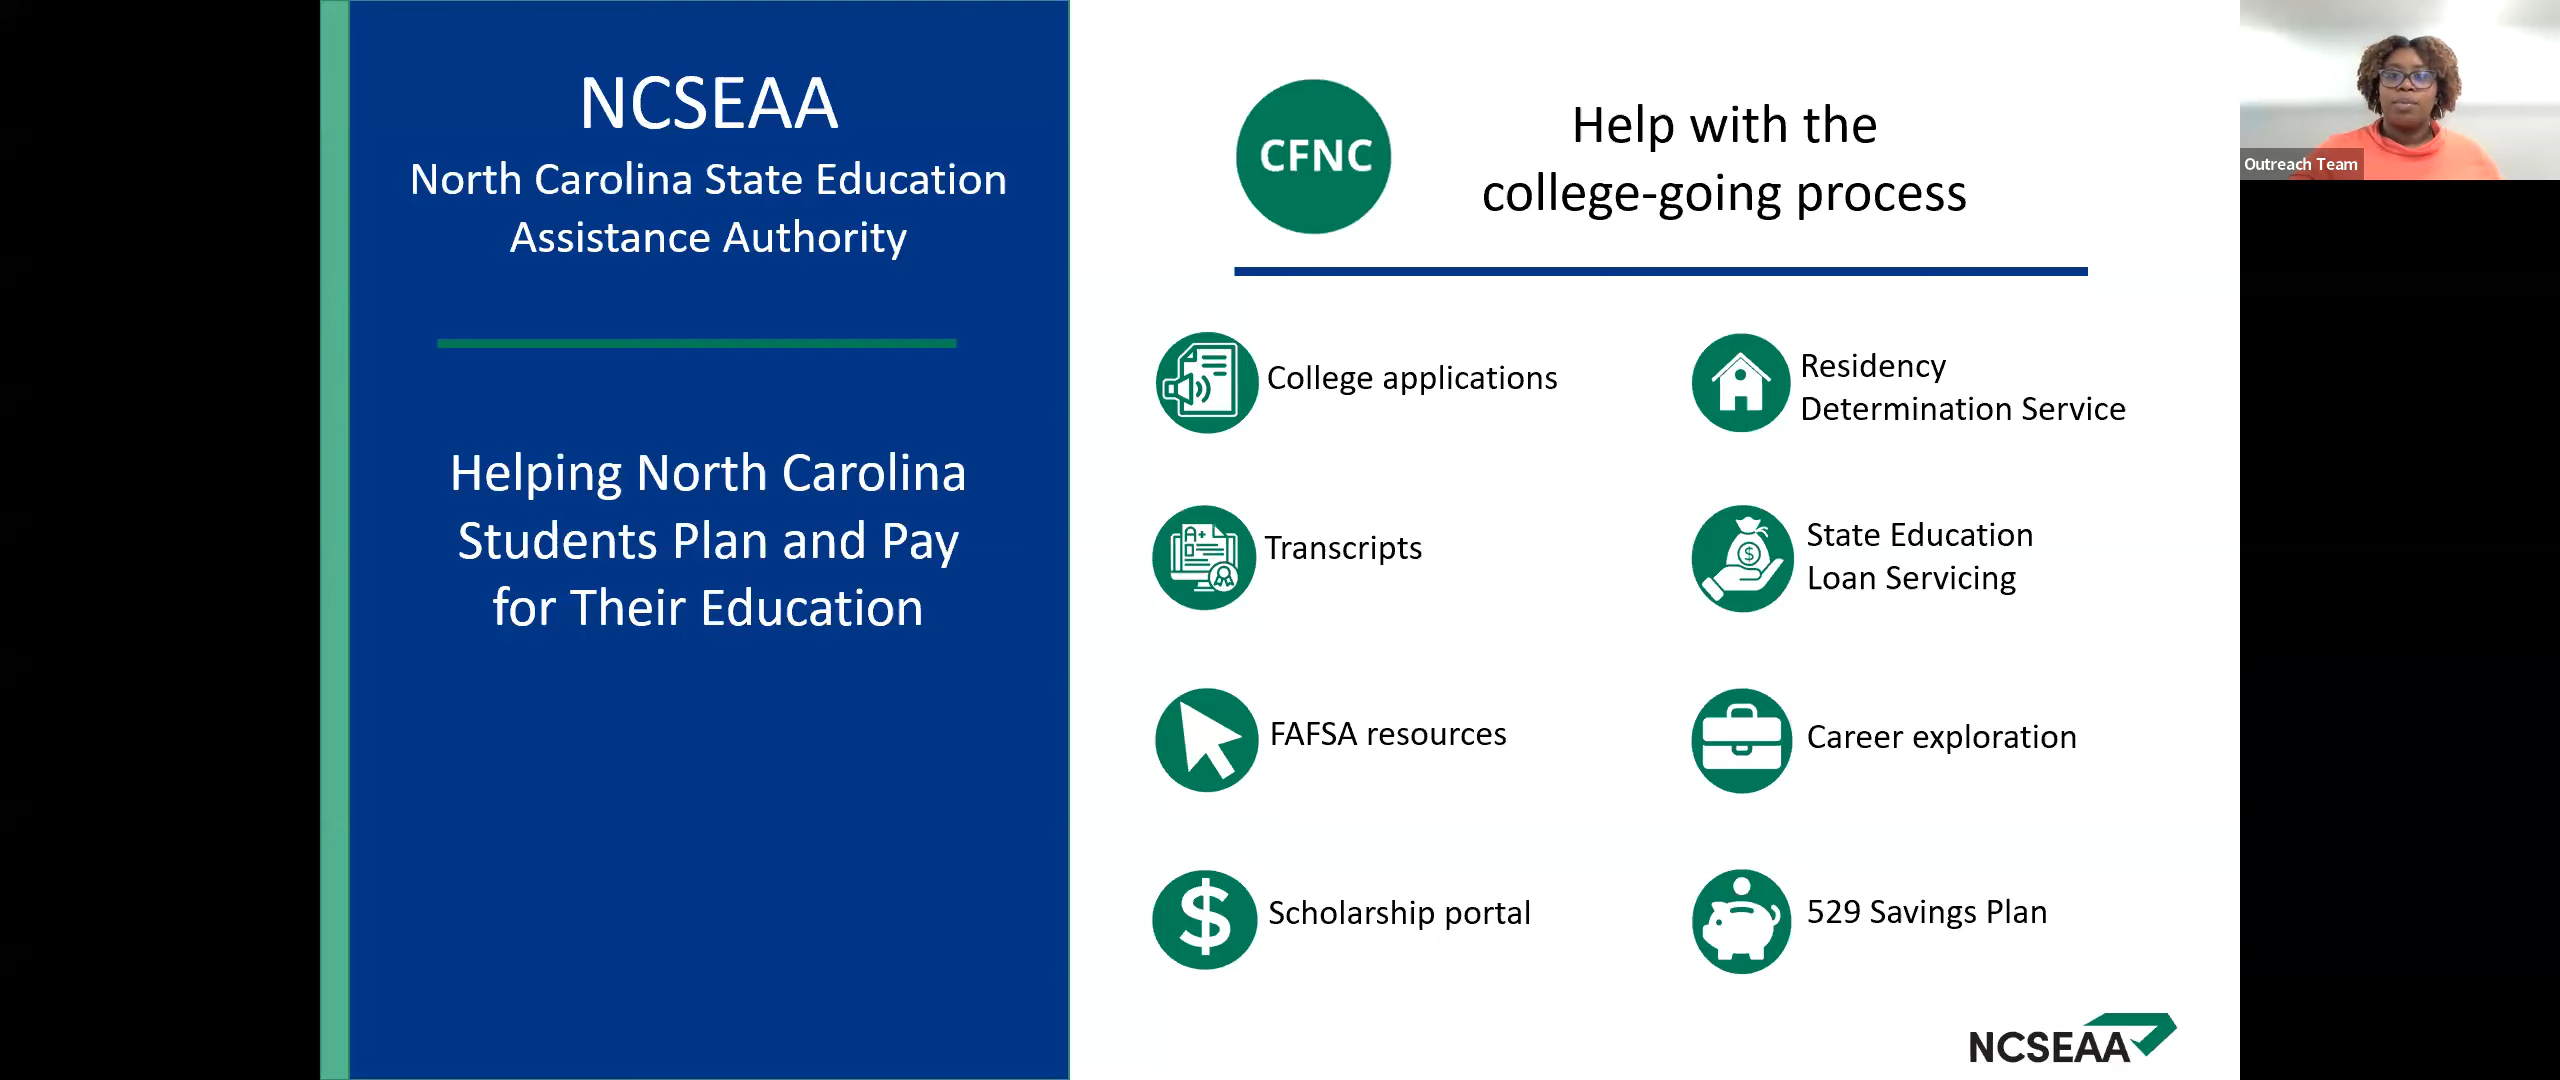 NCSEAA
North Carolina State Education
Assistance Authority
Helping North Carolina
Students Plan and Pay
for Their Education
CFNC
Help with the
college-going process
College applications
Residency
Determination Service
Transcripts
State Education
Loan Servicing
FAFSA resources
Career exploration
Scholarship portal
529 Savings Plan
NCSEAA
Outreach Team